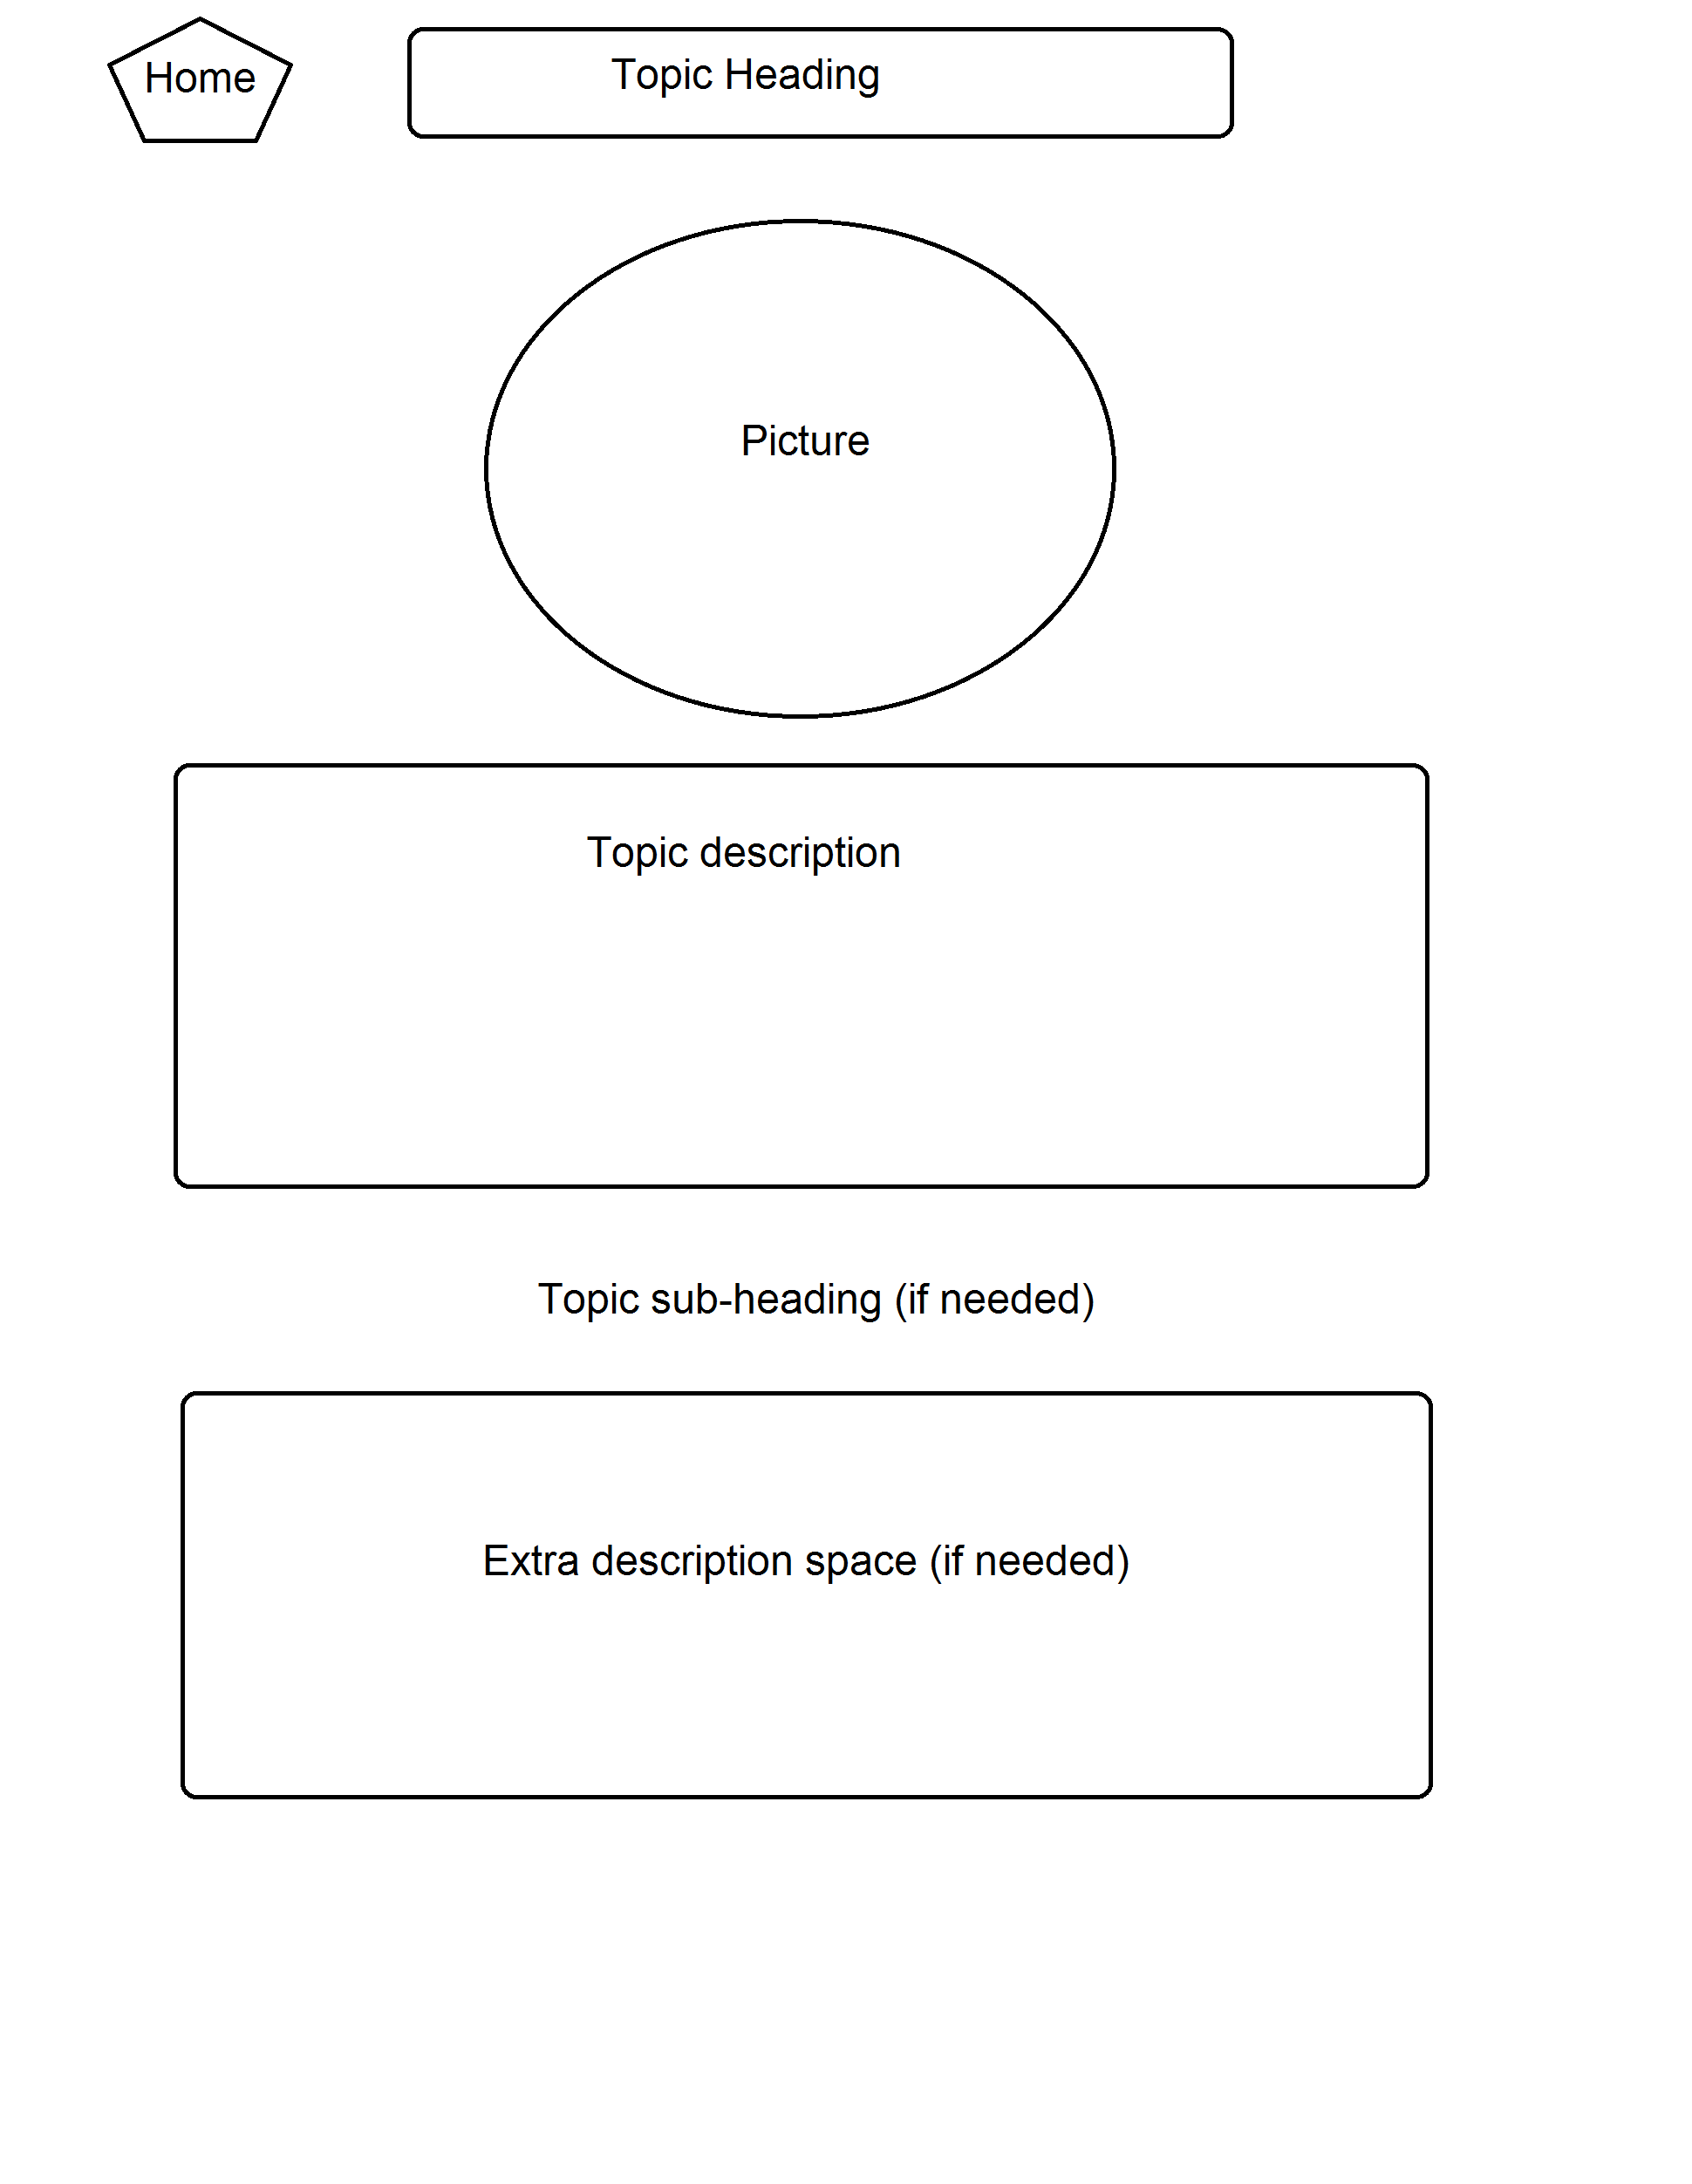 Home
Topic Heading
Picture
Topic description
Topic sub-heading (if needed)
Extra description space (if needed)